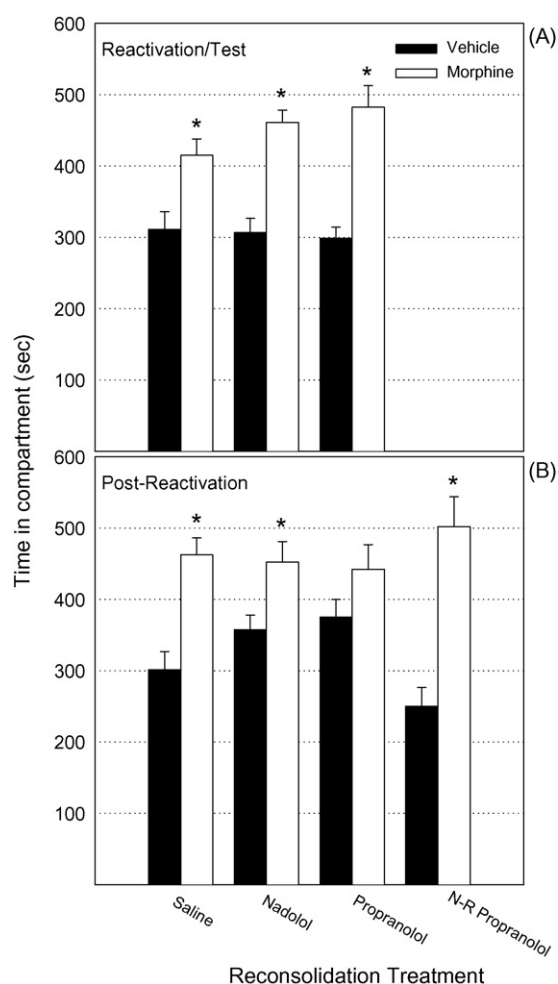 600
(A)
Reactivation/Test
Vehicle
Morphine
*
*
*
500
400
300
200
100
Time in compartment (sec)
600
(B)
Post-Reactivation
*
*
*
500
400
300
200
100
Saline
Nadolol
Propranolol
N-R Propranolol
Reconsolidation Treatment